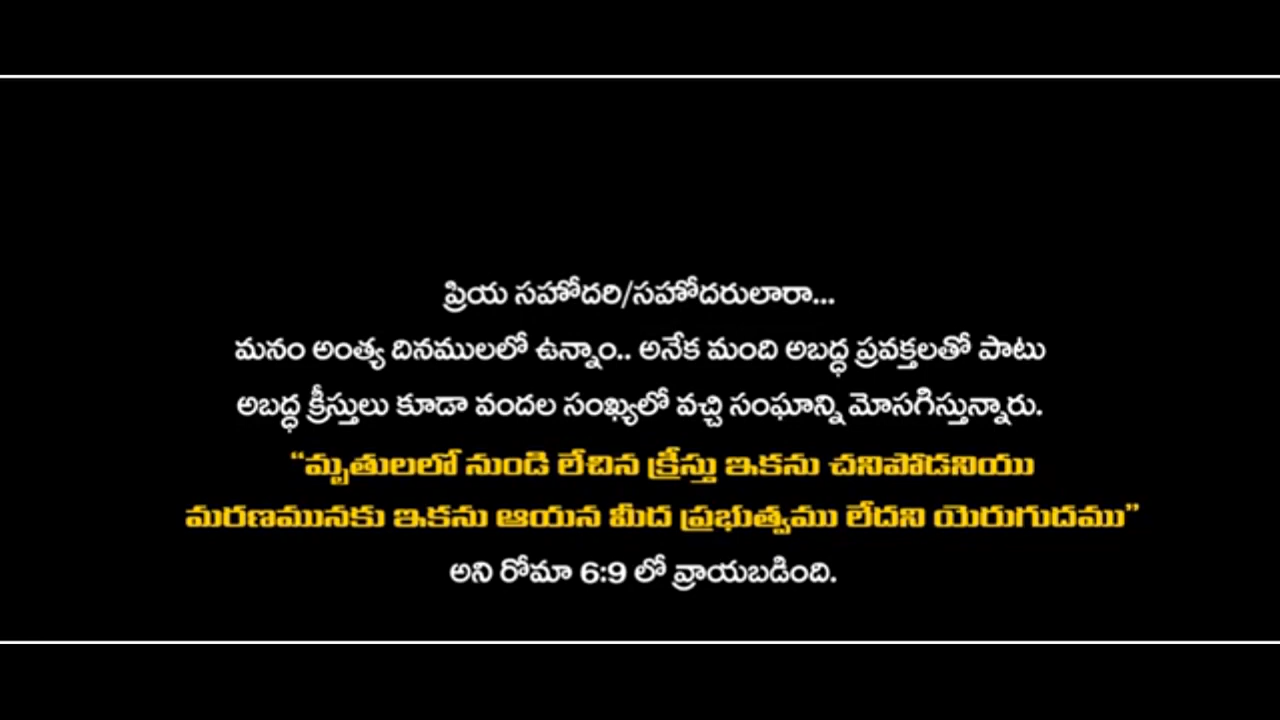 ప్రియ సహోదరి/సహోదరులారా...
మనం అంత్య దినములలో ఉన్నాం.. అనేక మంది అబద్ధ ప్రవక్తలతో పాటు
అబద్ధ క్రీస్తులు కూడా వందల సంఖ్యలో వచ్చి సంఘాన్ని మోసగిస్తున్నారు.
“మృతులలో నుండి లేచిన క్రీస్తు ఇకను చనిపోడనియు
మరణమునకు ఇకను ఆయన మీద ప్రభుత్వము లేదని యెరుగుదము”
అని రోమా 6:9 లో వ్రాయబడింది.